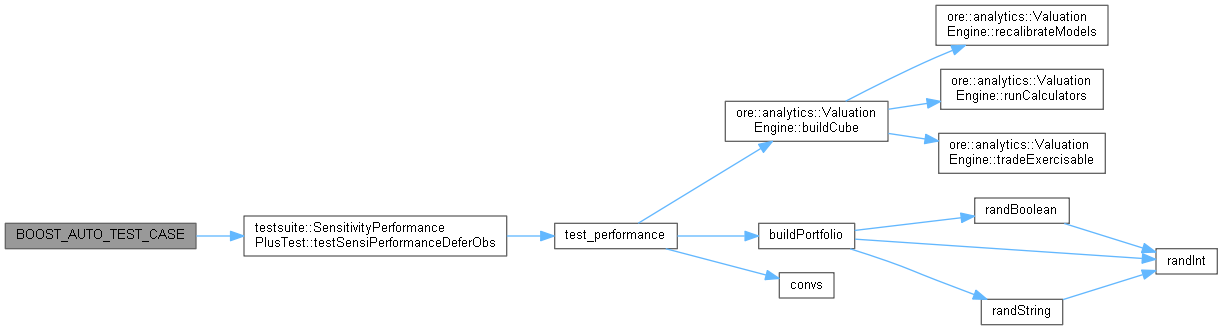 BOOST_AUTO_TEST_CASE
testsuite::SensitivityPerformance
PlusTest::testSensiPerformanceDeferObs
test_performance
ore::analytics::Valuation
Engine::buildCube
ore::analytics::Valuation
Engine::recalibrateModels
ore::analytics::Valuation
Engine::runCalculators
ore::analytics::Valuation
Engine::tradeExercisable
buildPortfolio
convs
randBoolean
randString
randInt